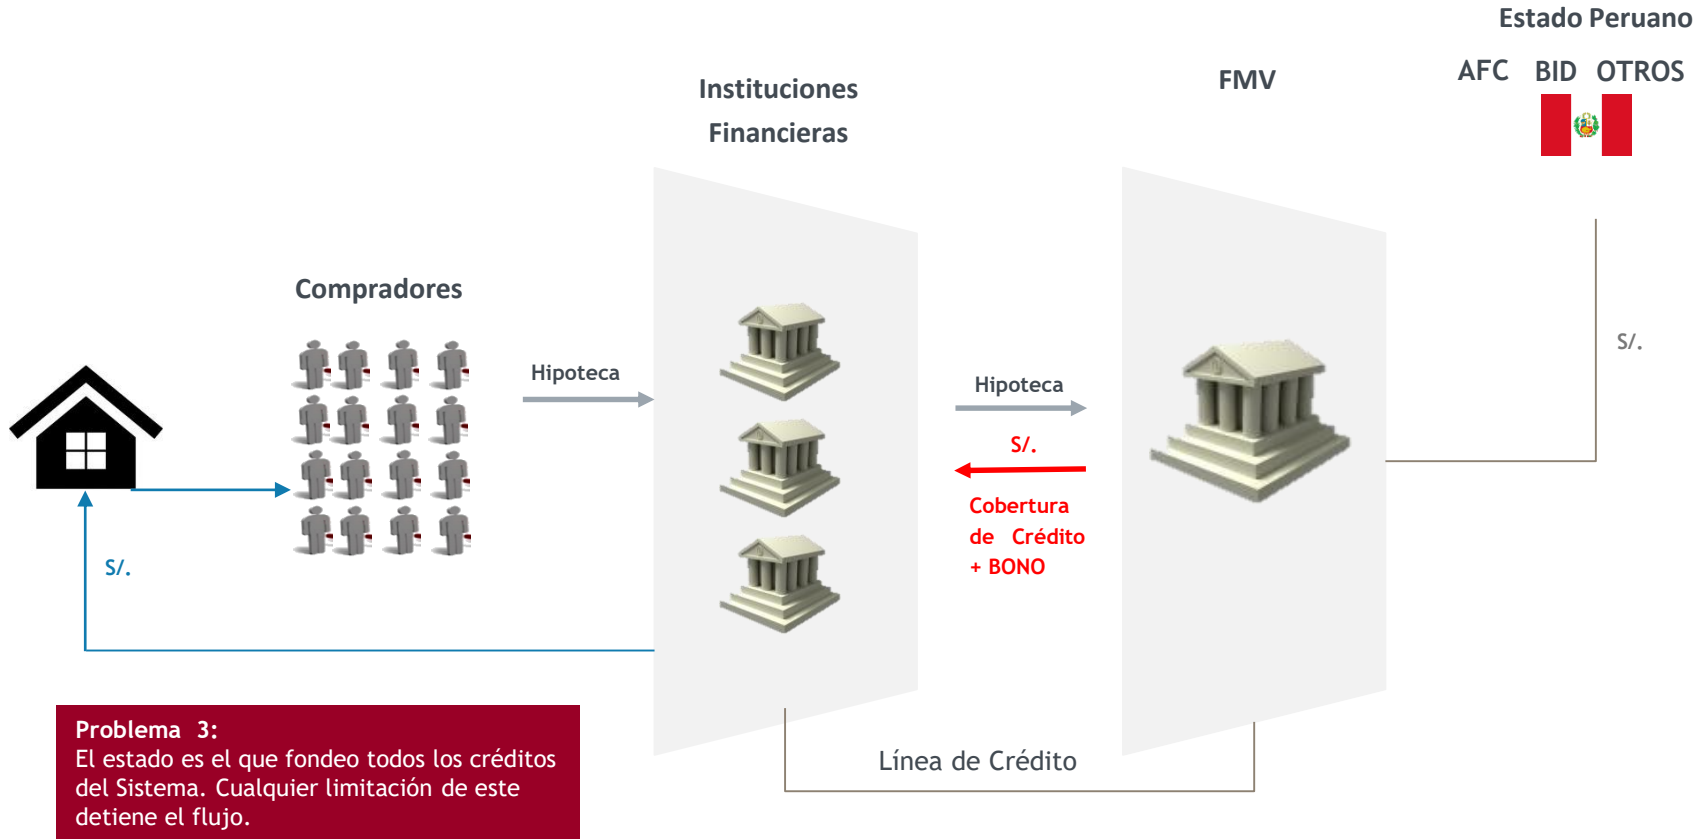 Estado Peruano
AFC BID OTROS
FMV
Instituciones
Financieras
Compradores
Hipoteca
Hipoteca
S/.
S/.
Cobertura
de Crédito
+ BONO
S/.
Problema 3:
El estado es el que fondeo todos los créditos
del Sistema. Cualquier limitación de este
detiene el flujo.
Línea de Crédito